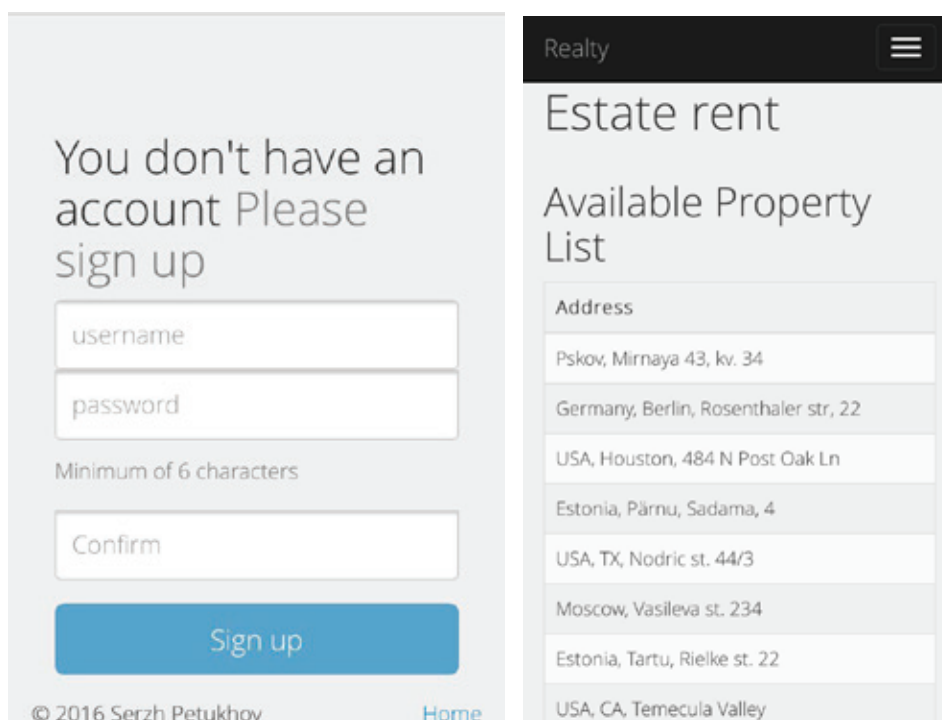 You don't have an
account Please
sign up
username
password
Minimum of 6 characters
Confirm
Sign up
© 2016 Serzh Petukhov
Home
Realty
Estate rent
Available Property
List
Address
Pskov, Mirnaya 43, kv. 34
Germany, Berlin, Rosenthaler str, 22
USA, Houston, 484 N Post Oak Ln
Estonia, Pärnu, Sadama, 4
USA, TX, Nodric st. 44/3
Moscow, Vasileva st. 234
Estonia, Tartu, Rielke st. 22
USA, CA, Temecula Valley